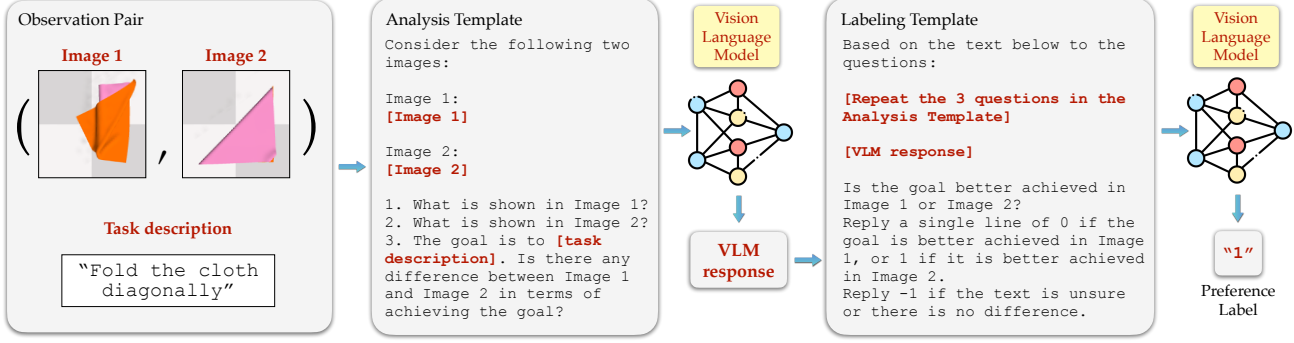 Observation Pair
Image 1
Image 2
( , )
Task description
“Fold the cloth
diagonally”
Analysis Template
Consider the following two
images:
Image 1:
[Image 1]
Image 2:
[Image 2]
1. What is shown in Image 1?
2. What is shown in Image 2?
3. The goal is to [task
description]. Is there any
difference between Image 1
and Image 2 in terms of
achieving the goal?
Vision
Language
Model
VLM
response
Labeling Template
Based on the text below to the
questions:
[Repeat the 3 questions in the
Analysis Template]
[VLM response]
Is the goal better achieved in
Image 1 or Image 2?
Reply a single line of 0 if the
goal is better achieved in Image
1, or 1 if it is better achieved
in Image 2.
Reply -1 if the text is unsure
or there is no difference.
Vision
Language
Model
“1”
Preference
Label